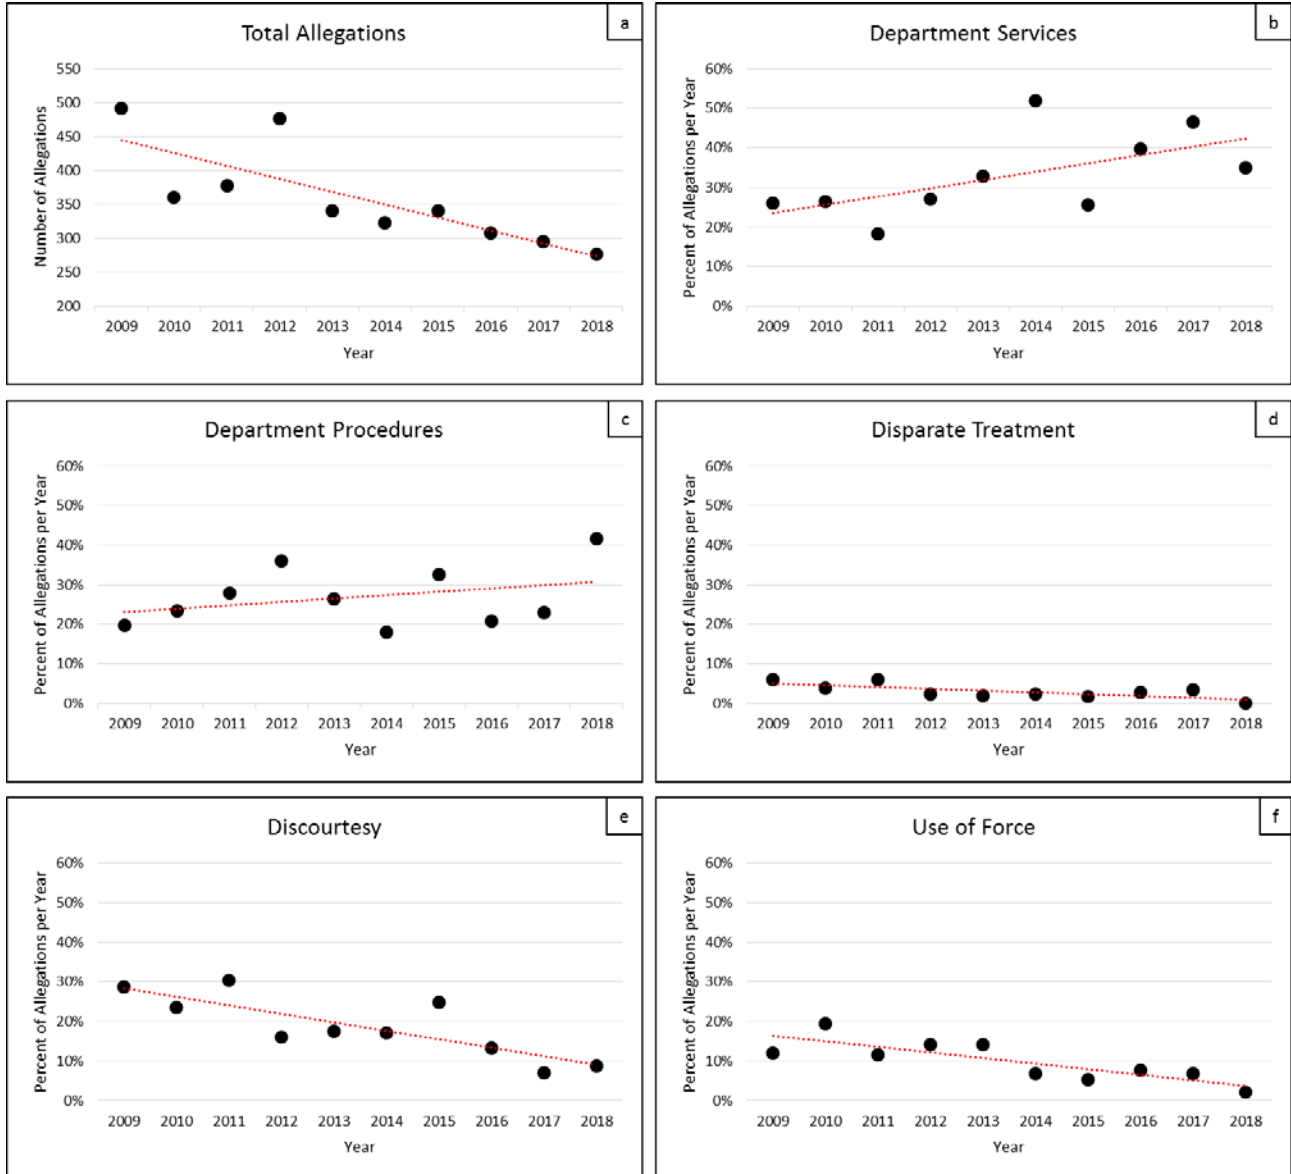 Total Allegations
a
Number of Allegations
550
500
450
400
350
300
250
200
2009 2010 2011 2012 2013 2014 2015 2016 2017 2018
Year
Department Services
b
Percent of Allegations per Year
60%
50%
40%
30%
20%
10%
0%
2009 2010 2011 2012 2013 2014 2015 2016 2017 2018
Year
Department Procedures
c
Percent of Allegations per Year
60%
50%
40%
30%
20%
10%
0%
2009 2010 2011 2012 2013 2014 2015 2016 2017 2018
Year
Disparate Treatment
d
Percent of Allegations per Year
60%
50%
40%
30%
20%
10%
0%
2009 2010 2011 2012 2013 2014 2015 2016 2017 2018
Year
Discourtesy
e
Percent of Allegations per Year
60%
50%
40%
30%
20%
10%
0%
2009 2010 2011 2012 2013 2014 2015 2016 2017 2018
Year
Use of Force
f
Percent of Allegations per Year
60%
50%
40%
30%
20%
10%
0%
2009 2010 2011 2012 2013 2014 2015 2016 2017 2018
Year